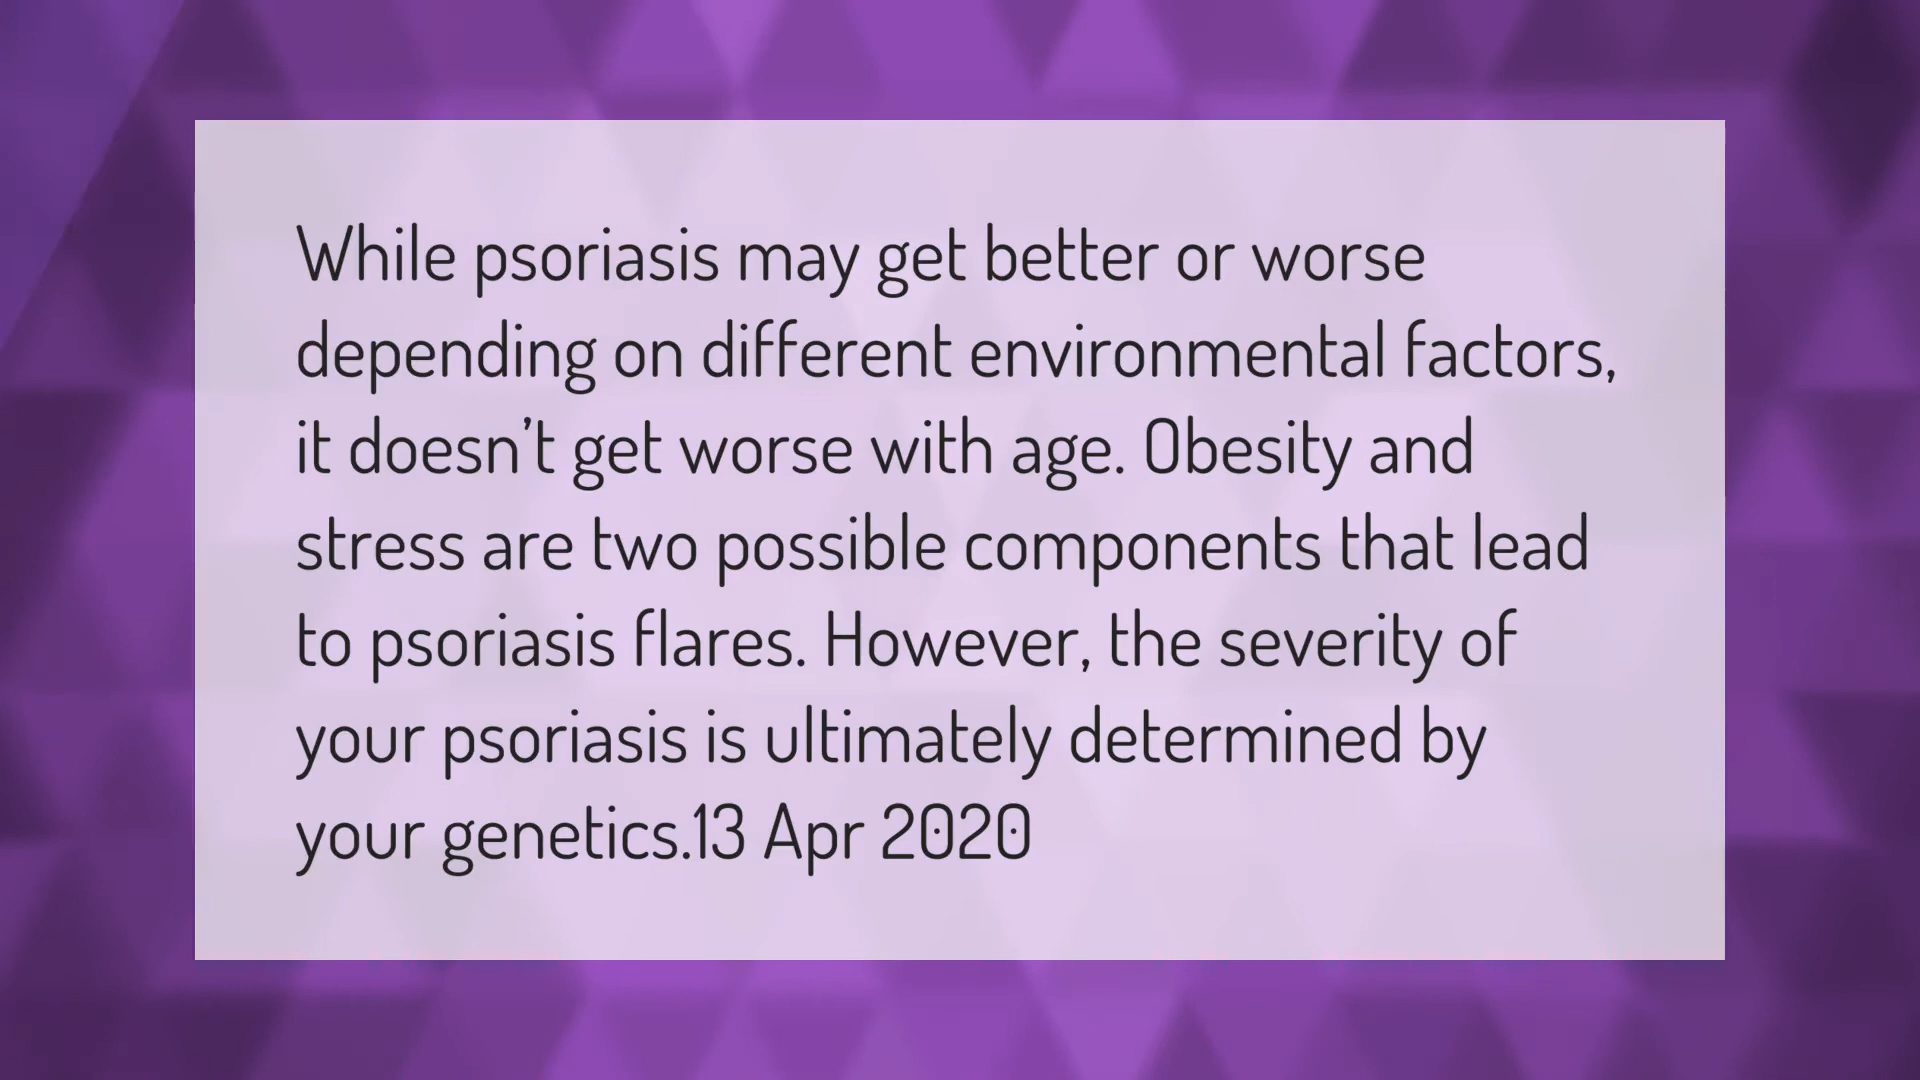 While psoriasis may get better or worse
depending on different environmental factors,
it doesn't get worse with age. Obesity and
stress are two possible components that lead
to psoriasis flares. However, the severity of
your psoriasis is ultimately determined by
your genetics.13 Apr 2020